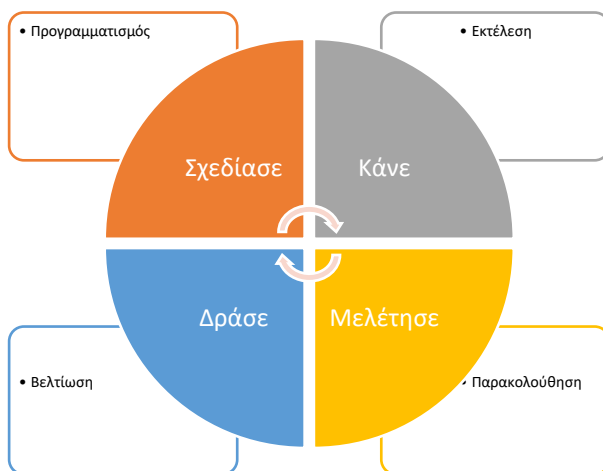 • Προγραμματισμός
• Εκτέλεση
Σχεδίασε
Κάνε
Δράσε
Μελέτησε
• Βελτίωση
• Παρακολούθηση